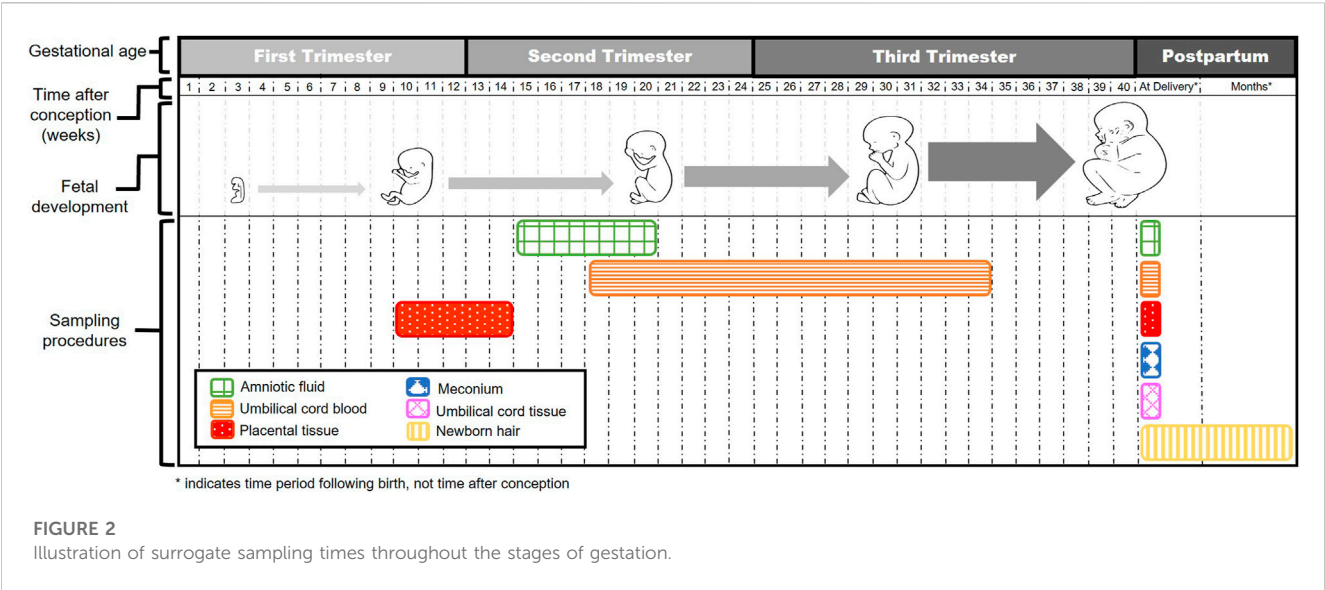 Gestational age
First Trimester
Second Trimester
Third Trimester
Postpartum
Time after
conception
(weeks)
1 2 3 4 5 6 7 8 9 10 11 12 13 14 15 16 17 18 19 20 21 22 23 24 25 26 27 28 29 30 31 32 33 34 35 36 37 38 39 40 At Delivery* Months*
Fetal
development
Sampling
procedures
Amniotic fluid
Umbilical cord blood
Placental tissue
Meconium
Umbilical cord tissue
Newborn hair
* indicates time period following birth, not time after conception
FIGURE 2
Illustration of surrogate sampling times throughout the stages of gestation.